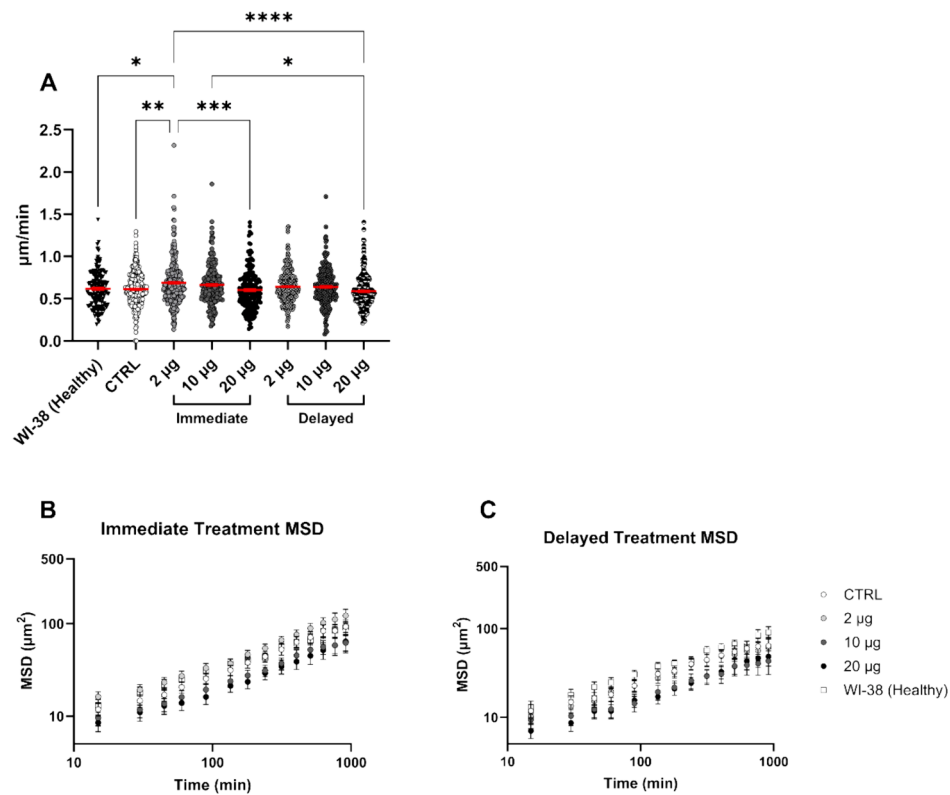 ****
*
*
A
**
***
2.5
2.0
1.5
1.0
0.5
0.0
µm/min
WI-38 (Healthy)
CTRL
2 µg
10 µg
20 µg
2 µg
10 µg
20 µg
Immediate
Delayed
B
Immediate Treatment MSD
500
100
10
MSD (µm²)
10
100
1000
Time (min)
C
Delayed Treatment MSD
500
100
10
MSD (µm²)
10
100
1000
Time (min)
CTRL
2 µg
10 µg
20 µg
WI-38 (Healthy)